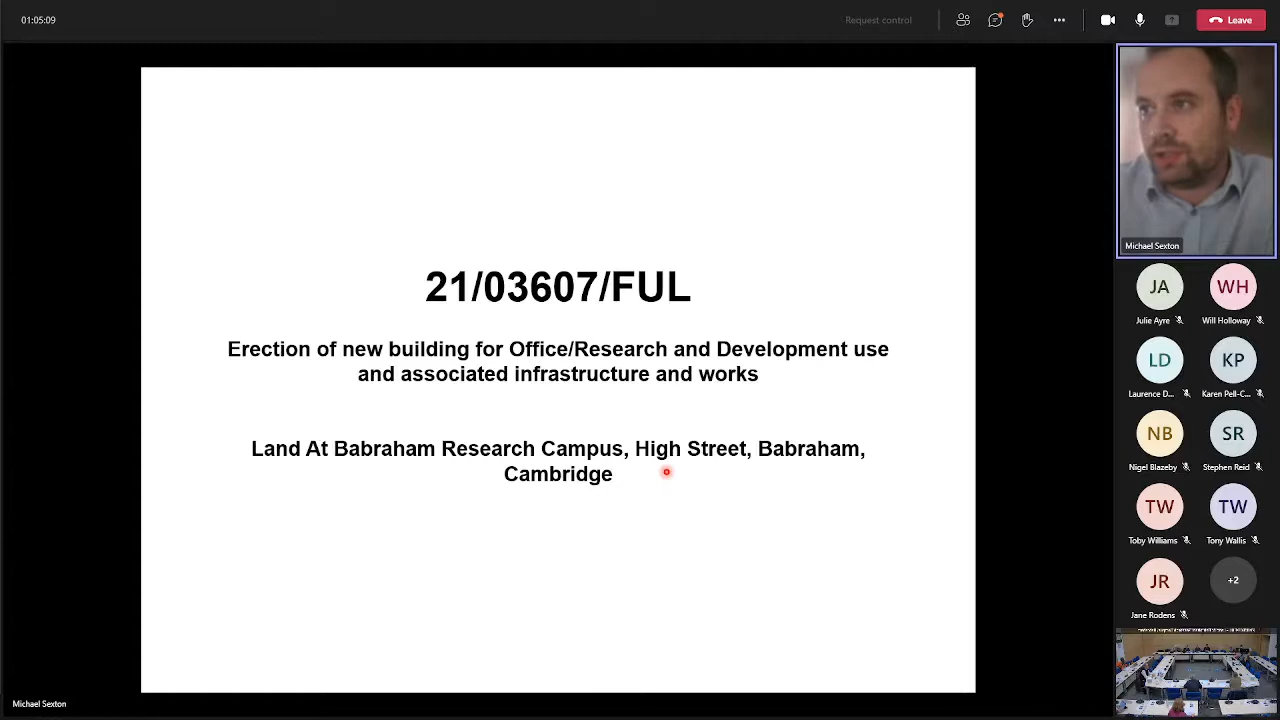 01:05:09
Request control
Leave
21/03607/FUL
Erection of new building for Office/Research and Development use
and associated infrastructure and works
Land At Babraham Research Campus, High Street, Babraham,
Cambridge
Michael Sexton
JA
WH
Julie Ayre
Will Holloway
LD
KP
Laurence D...
Karen Pell-C...
NB
SR
Nigel Blazeby
Stephen Reid
TW
TW
Toby Williams
Tony Wallis
JR
+2
Jane Rodens
Michael Sexton